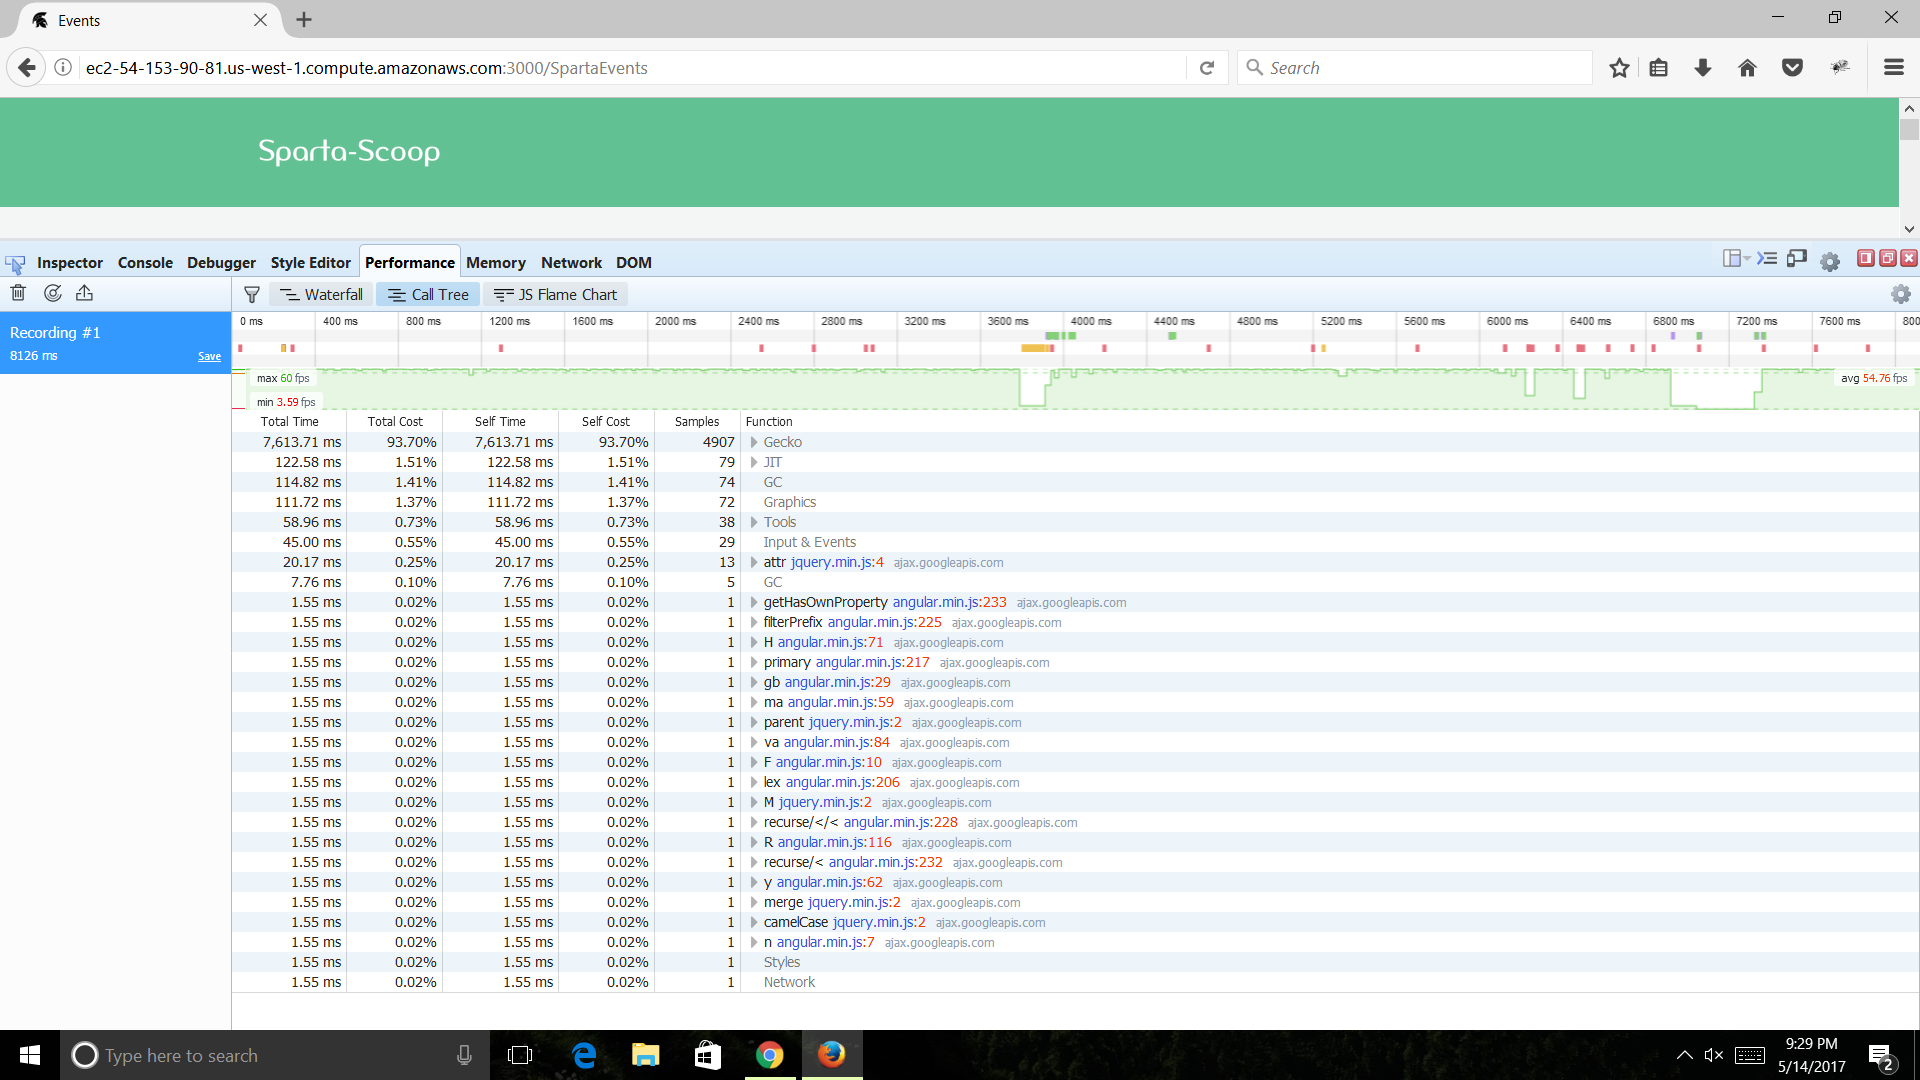 Events
ec2-54-153-90-81.us-west-1.compute.amazonaws.com:3000/SpartaEvents
Search
Sparta-Scoop
Inspector Console Debugger Style Editor Performance Memory Network DOM
Waterfall Call Tree JS Flame Chart
Recording #1
8126 ms Save
0 ms 400 ms 800 ms 1200 ms 1600 ms 2000 ms 2400 ms 2800 ms 3200 ms 3600 ms 4000 ms 4400 ms 4800 ms 5200 ms 5600 ms 6000 ms 6400 ms 6800 ms 7200 ms 7600 ms 800
max 60 fps
avg 54.76 fps
min 3.59 fps
Total Time Total Cost Self Time Self Cost Samples Function
7,613.71 ms 93.70% 7,613.71 ms 93.70% 4907 Gecko
122.58 ms 1.51% 122.58 ms 1.51% 79 JIT
114.82 ms 1.41% 114.82 ms 1.41% 74 GC
111.72 ms 1.37% 111.72 ms 1.37% 72 Graphics
58.96 ms 0.73% 58.96 ms 0.73% 38 Tools
45.00 ms 0.55% 45.00 ms 0.55% 29 Input & Events
20.17 ms 0.25% 20.17 ms 0.25% 13 attr jquery.min.js:4 ajax.googleapis.com
7.76 ms 0.10% 7.76 ms 0.10% 5 GC
1.55 ms 0.02% 1.55 ms 0.02% 1 getHasOwnProperty angular.min.js:233 ajax.googleapis.com
1.55 ms 0.02% 1.55 ms 0.02% 1 filterPrefix angular.min.js:225 ajax.googleapis.com
1.55 ms 0.02% 1.55 ms 0.02% 1 H angular.min.js:71 ajax.googleapis.com
1.55 ms 0.02% 1.55 ms 0.02% 1 primary angular.min.js:217 ajax.googleapis.com
1.55 ms 0.02% 1.55 ms 0.02% 1 gb angular.min.js:29 ajax.googleapis.com
1.55 ms 0.02% 1.55 ms 0.02% 1 ma angular.min.js:59 ajax.googleapis.com
1.55 ms 0.02% 1.55 ms 0.02% 1 parent jquery.min.js:2 ajax.googleapis.com
1.55 ms 0.02% 1.55 ms 0.02% 1 va angular.min.js:84 ajax.googleapis.com
1.55 ms 0.02% 1.55 ms 0.02% 1 F angular.min.js:10 ajax.googleapis.com
1.55 ms 0.02% 1.55 ms 0.02% 1 lex angular.min.js:206 ajax.googleapis.com
1.55 ms 0.02% 1.55 ms 0.02% 1 M jquery.min.js:2 ajax.googleapis.com
1.55 ms 0.02% 1.55 ms 0.02% 1 recurse/</< angular.min.js:228 ajax.googleapis.com
1.55 ms 0.02% 1.55 ms 0.02% 1 R angular.min.js:116 ajax.googleapis.com
1.55 ms 0.02% 1.55 ms 0.02% 1 recurse/< angular.min.js:232 ajax.googleapis.com
1.55 ms 0.02% 1.55 ms 0.02% 1 y angular.min.js:62 ajax.googleapis.com
1.55 ms 0.02% 1.55 ms 0.02% 1 merge jquery.min.js:2 ajax.googleapis.com
1.55 ms 0.02% 1.55 ms 0.02% 1 camelCase jquery.min.js:2 ajax.googleapis.com
1.55 ms 0.02% 1.55 ms 0.02% 1 n angular.min.js:7 ajax.googleapis.com
1.55 ms 0.02% 1.55 ms 0.02% 1 Styles
1.55 ms 0.02% 1.55 ms 0.02% 1 Network
Type here to search
9:29 PM
5/14/2017
2